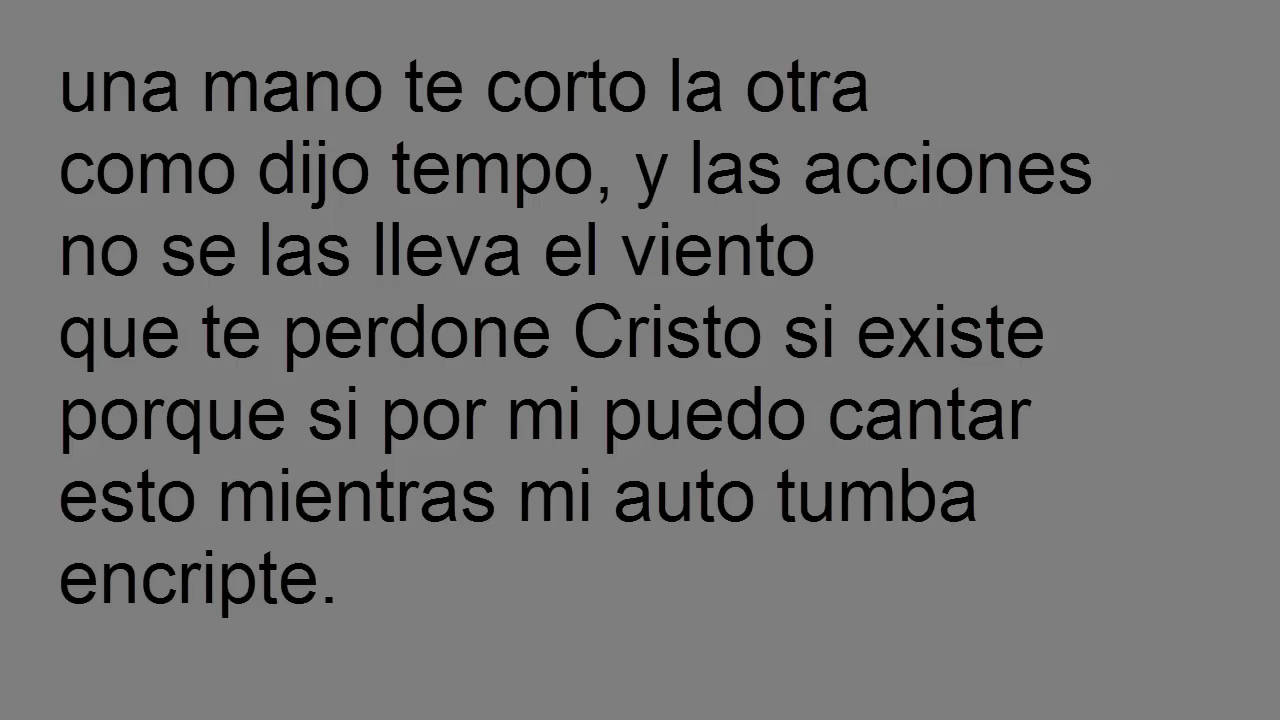 una mano te corto la otra
como dijo tempo, y las acciones
no se las lleva el viento
que te perdone Cristo si existe
porque si por mi puedo cantar
esto mientras mi auto tumba
encripte.